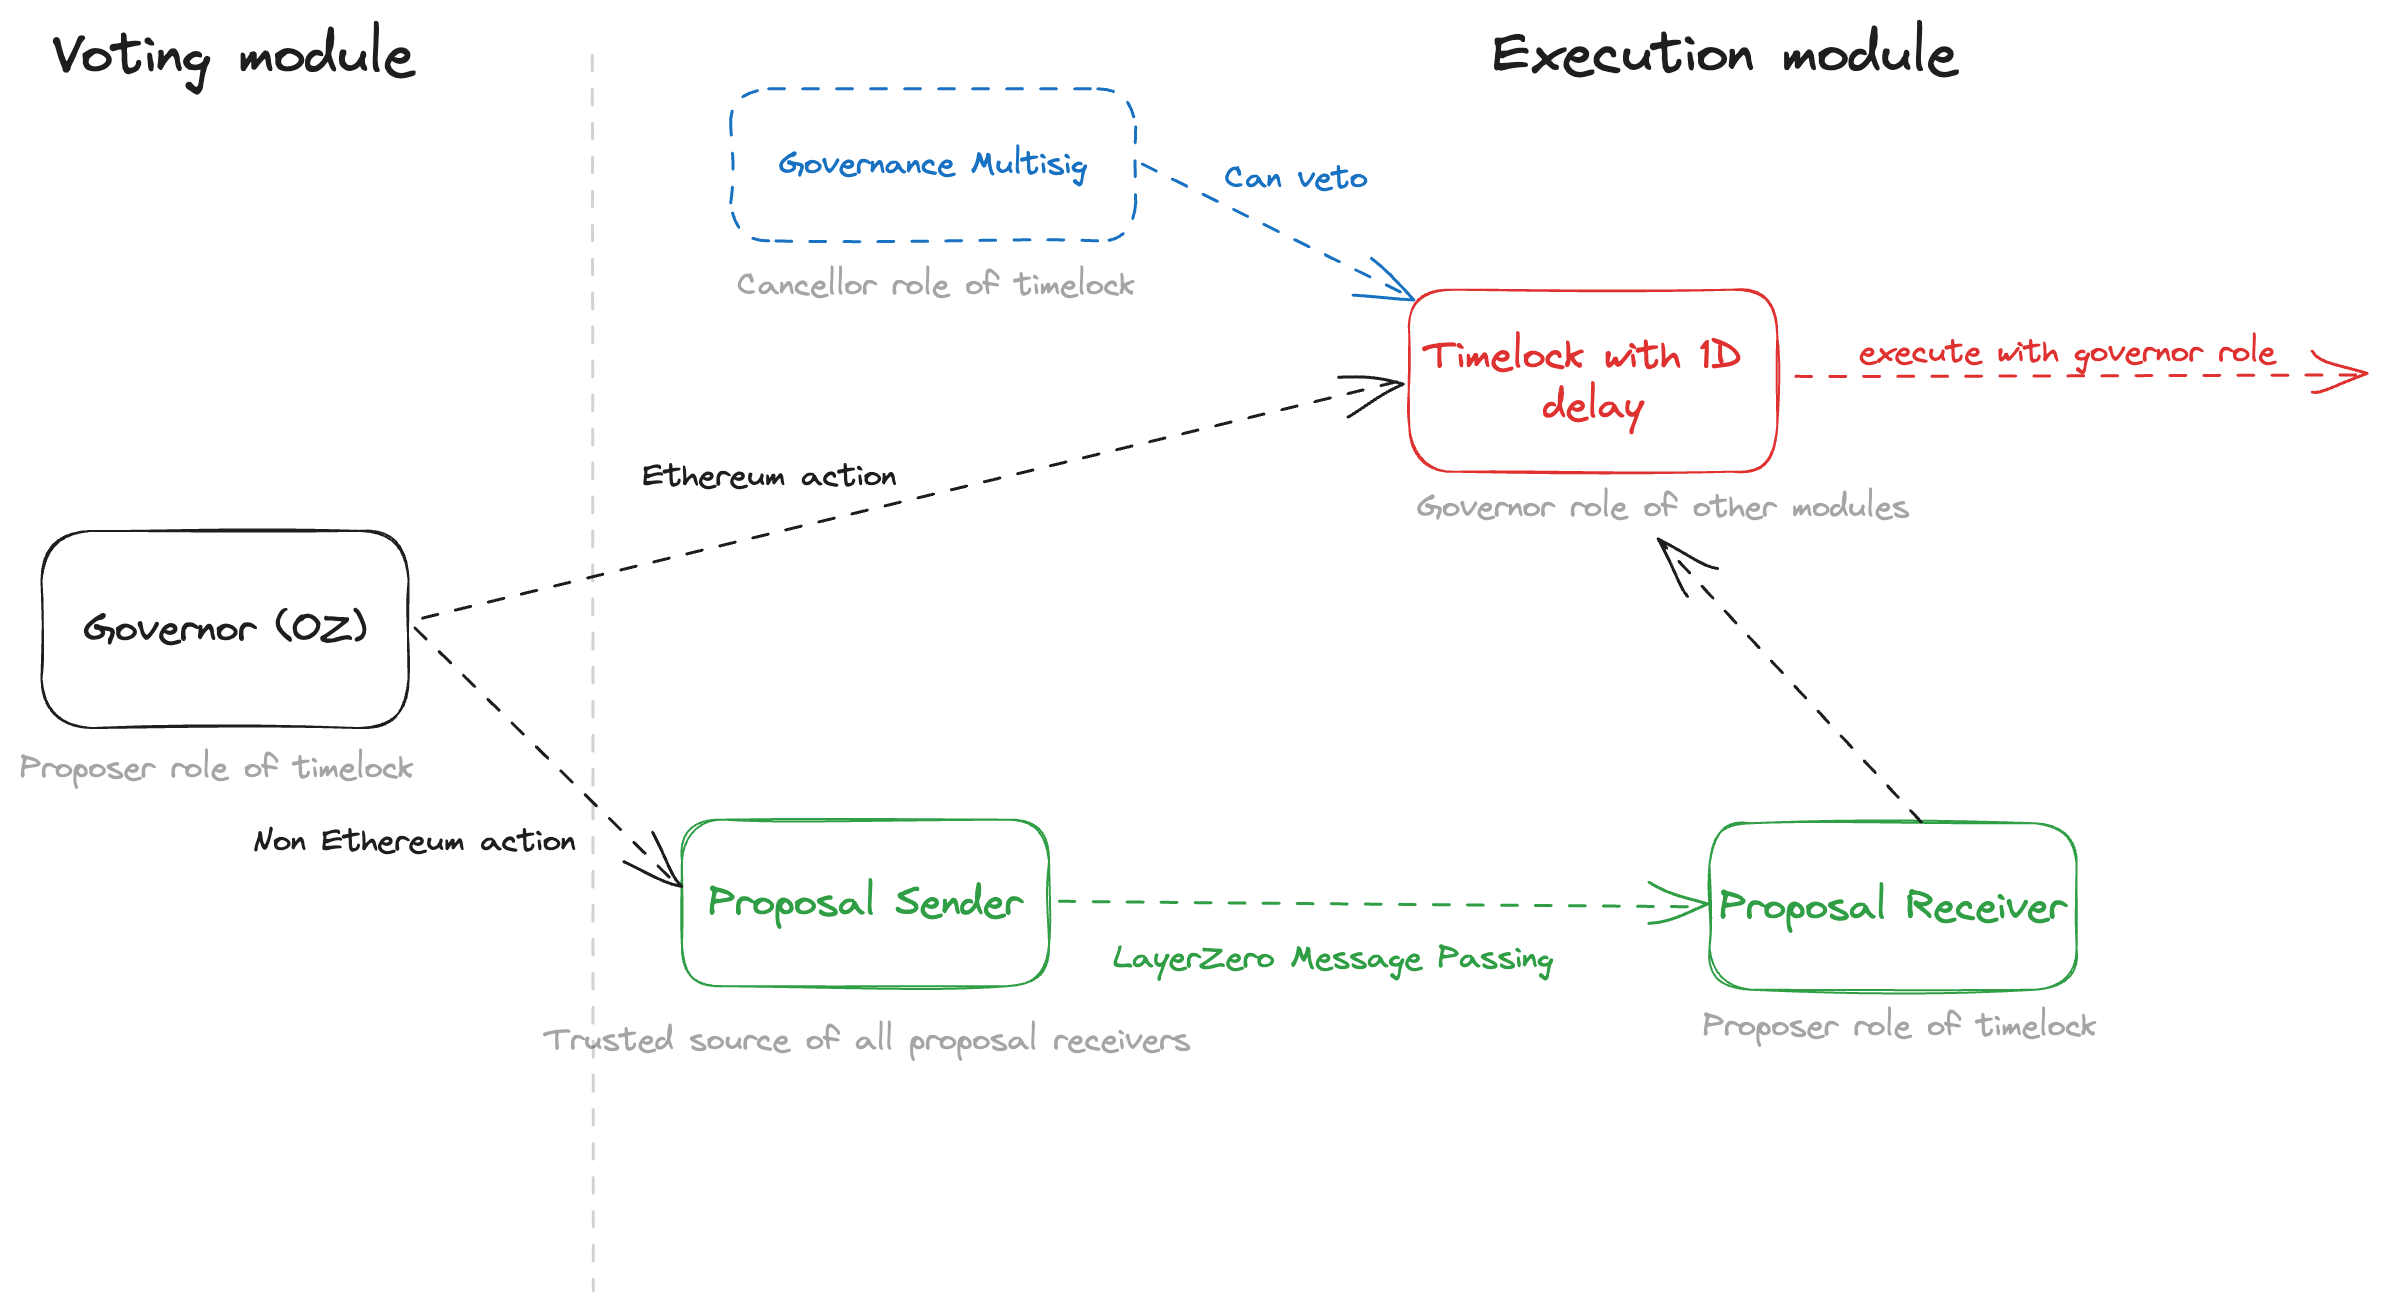 Voting module
Execution module
Governance Multisig
Can veto
Cancellor role of timelock
Timelock with 1D
delay
execute with governor role
Ethereum action
Governor role of other modules
Governor (OZ)
Proposer role of timelock
Non Ethereum action
Proposal Sender
LayerZero Message Passing
Proposal Receiver
Trusted source of all proposal receivers
Proposer role of timelock